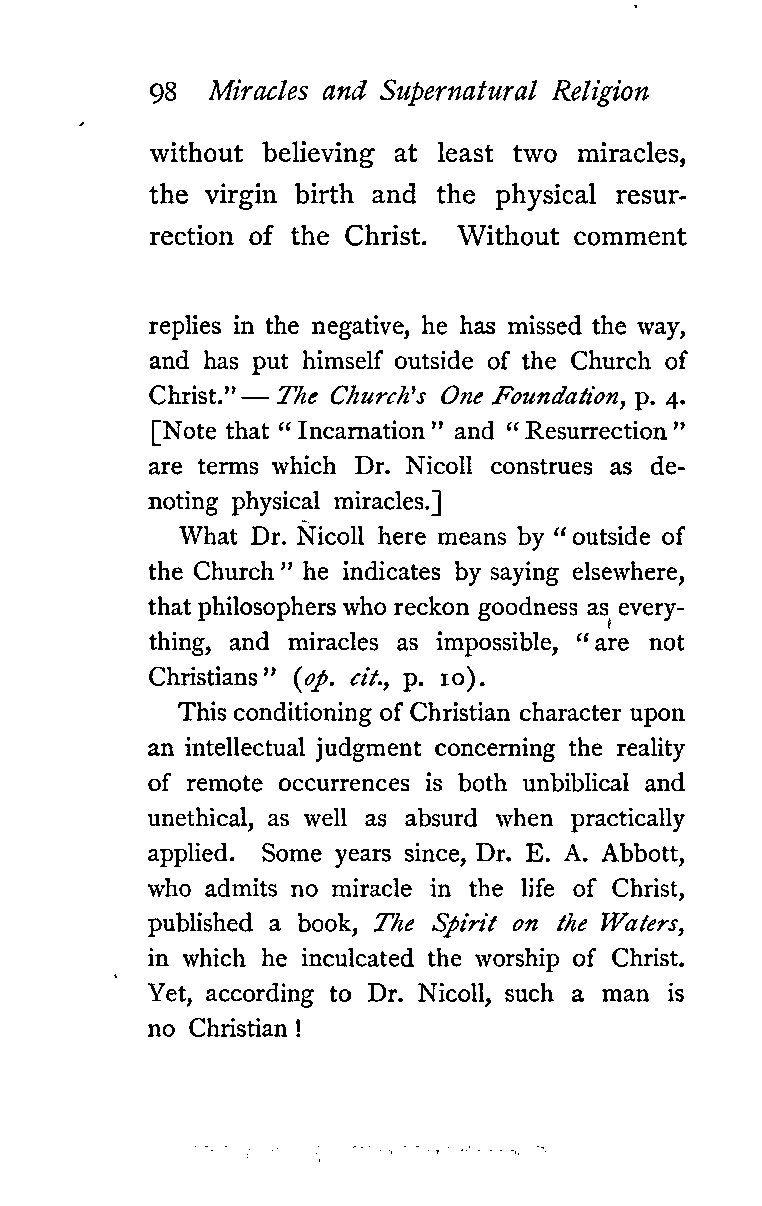 98 Miracles and Supernatural Religion
without believing at least two miracles,
the virgin birth and the physical resur-
rection of the Christ. Without comment
replies in the negative, he has missed the way,
and has put himself outside of the Church of
Christ." — The Church's One Foundation, p. 4.
[Note that "Incarnation" and "Resurrection"
are terms which Dr. Nicoll construes as de-
noting physical miracles.]
What Dr. Nicoll here means by "outside of
the Church" he indicates by saying elsewhere,
that philosophers who reckon goodness as every-
thing, and miracles as impossible, "are not
Christians" (op. cit., p. 10).
This conditioning of Christian character upon
an intellectual judgment concerning the reality
of remote occurrences is both unbiblical and
unethical, as well as absurd when practically
applied. Some years since, Dr. E. A. Abbott,
who admits no miracle in the life of Christ,
published a book, The Spirit on the Waters,
in which he inculcated the worship of Christ.
Yet, according to Dr. Nicoll, such a man is
no Christian!